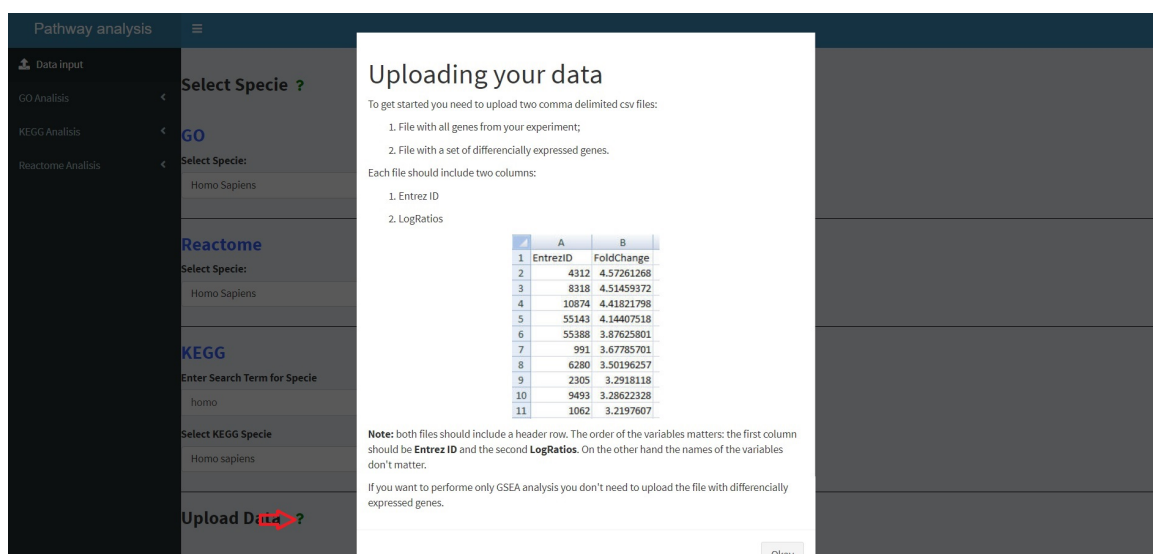 Pathway analysis
Data input
GO Analisis
KEGG Analisis
Reactome Analisis
Select Specie ?
GO
Select Specie:
Homo Sapiens
Reactome
Select Specie:
Homo Sapiens
KEGG
Enter Search Term for Specie
homo
Select KEGG Specie
Homo sapiens
Upload Data ?
Uploading your data
To get started you need to upload two comma delimited csv files:
1. File with all genes from your experiment;
2. File with a set of differencially expressed genes.
Each file should include two columns:
1. Entrez ID
2. LogRatios
A B
1 EntrezID FoldChange
2 4312 4.57261268
3 8318 4.51459372
4 10874 4.41821798
5 55143 4.14407518
6 55388 3.87625801
7 991 3.67785701
8 6280 3.50196257
9 2305 3.2918118
10 9493 3.28622328
11 1062 3.2197607
Note: both files should include a header row. The order of the variables matters: the first column
should be Entrez ID and the second LogRatios. On the other hand the names of the variables
don't matter.
If you want to performe only GSEA analysis you don't need to upload the file with differencially
expressed genes.
Okay